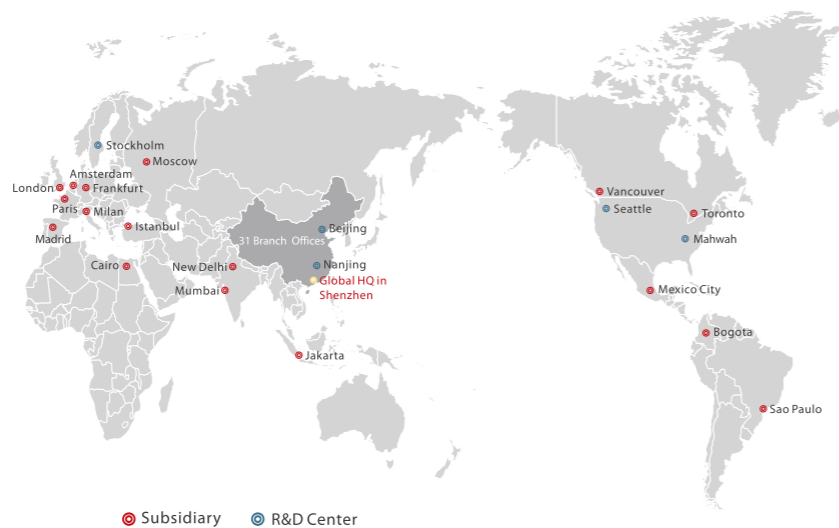 Stockholm
Moscow
Amsterdam
London
Frankfurt
Paris
Milan
Madrid
Istanbul
31 Branch Offices
Beijing
Cairo
New Delhi
Nanjing
Mumbai
Global HQ in
Shenzhen
Jakarta
Vancouver
Seattle
Toronto
Mahwah
Mexico City
Bogota
Sao Paulo
Subsidiary
R&D Center